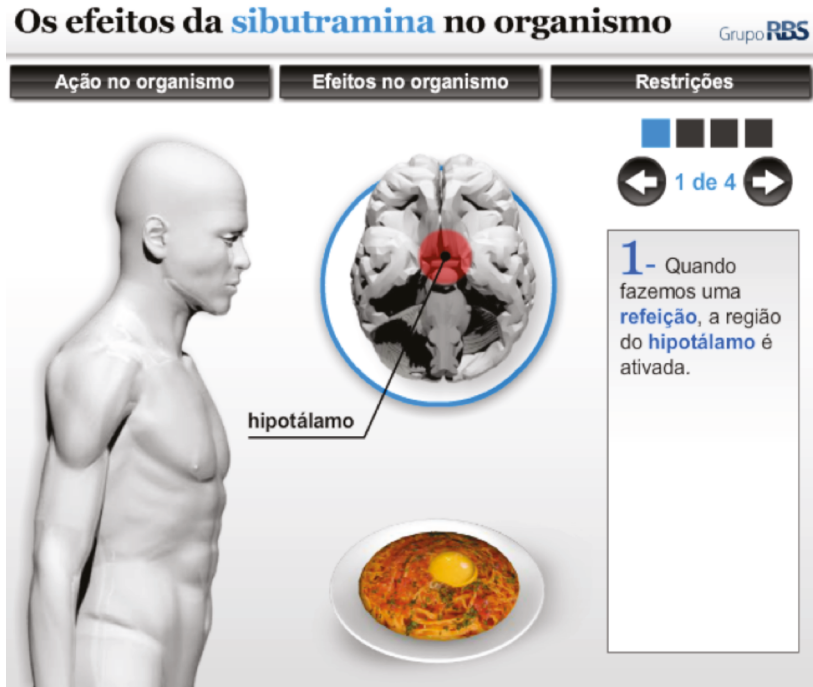 Os efeitos da sibutramina no organismo
Grupo RBS
Ação no organismo
Efeitos no organismo
Restrições
1 de 4
1- Quando
fazemos uma
refeição, a região
do hipotálamo é
ativada.
hipotálamo